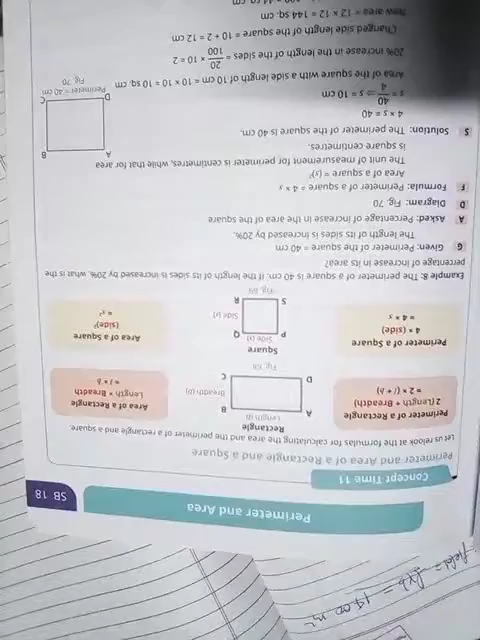 field = l×b = 1400 m²
Perimeter and Area
SB 18
Concept Time 11
Perimeter and Area of a Rectangle and a Square
Let us relook at the formulas for calculating the area and the perimeter of a rectangle and a square.
Perimeter of a Rectangle
2(Length + Breadth)
= 2 × (l + b)
Rectangle
Length (l)
A B
Breadth (b)
D C
Fig. 68
Area of a Rectangle
Length × Breadth
= l × b
Perimeter of a Square
4 × (side)
= 4 × s
Square
Side (s)
P Q
Side (s)
S R
Fig. 69
Area of a Square
(side)²
= s²
Example 8: The perimeter of a square is 40 cm. If the length of its sides is increased by 20%, what is the
percentage of increase in its area?
G Given: Perimeter of the square = 40 cm
The length of its sides is increased by 20%.
A Asked: Percentage of increase in the area of the square
D Diagram: Fig. 70
F Formula: Perimeter of a square = 4 × s
Area of a square = (s)²
The unit of measurement for perimeter is centimetres, while that for area
is square centimetres.
S Solution: The perimeter of the square is 40 cm.
4 × s = 40
s = 40/4 ⇒ s = 10 cm
A B
D C
Perimeter = 40 cm
Fig. 70
Area of the square with a side length of 10 cm = 10 × 10 = 10 sq. cm
20% increase in the length of the sides = 20/100 × 10 = 2
Changed side length of the square = 10 + 2 = 12 cm
New area = 12 × 12 = 144 sq. cm